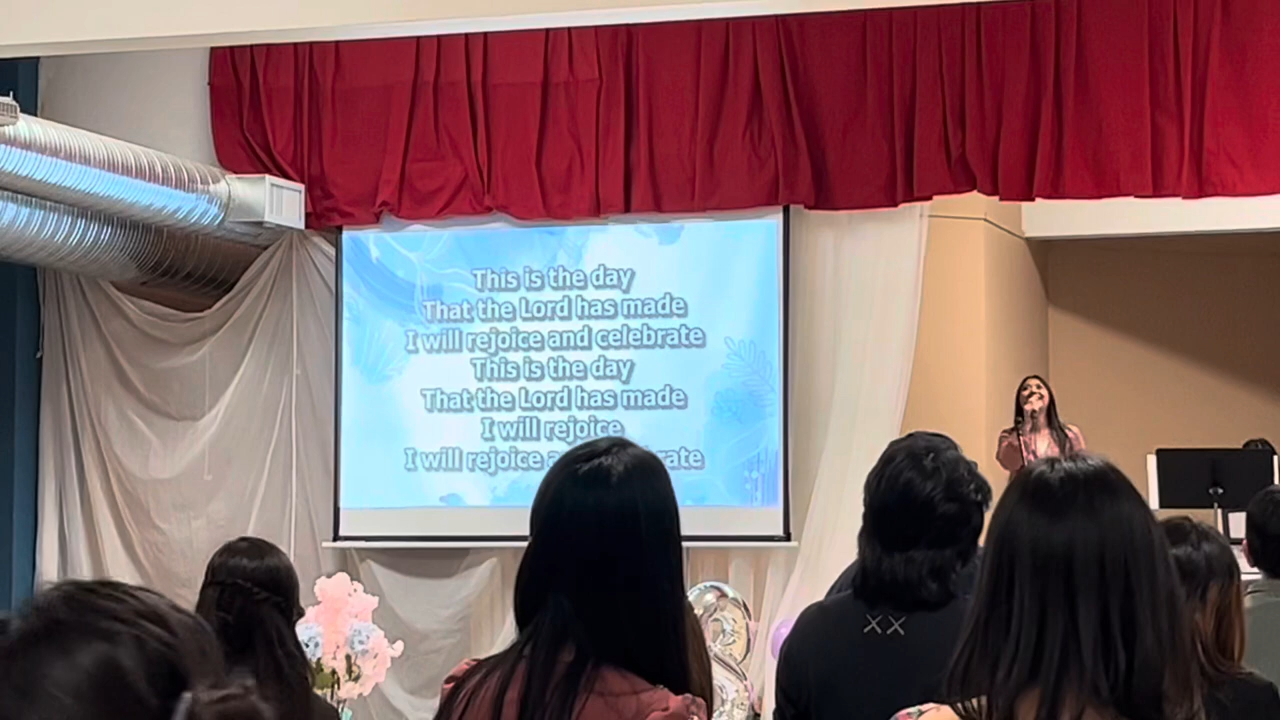 This is the day
That the Lord has made
I will rejoice and celebrate
This is the day
That the Lord has made
I will rejoice
I will rejoice rate